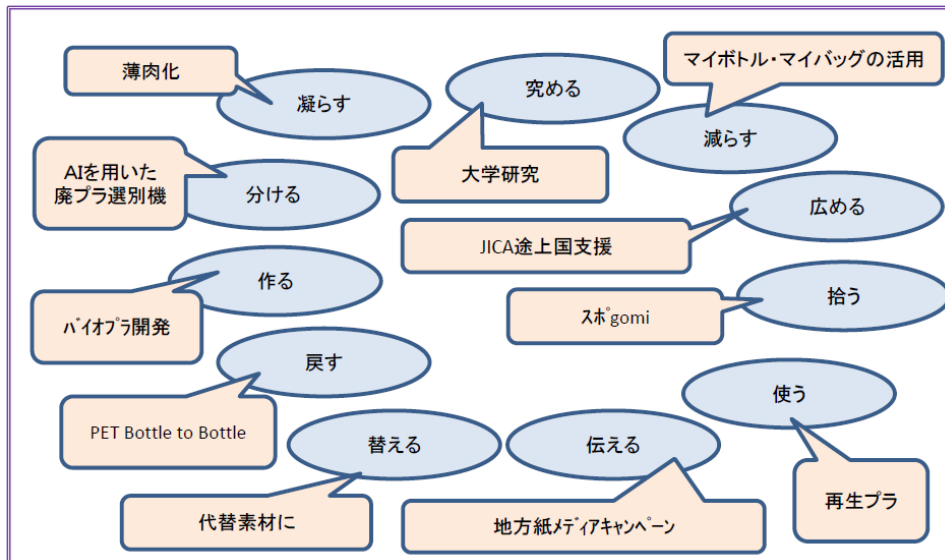 薄肉化
凝らす
究める
マイボトル・マイバッグの活用
減らす
AIを用いた
廃プラ選別機
分ける
大学研究
広める
JICA途上国支援
作る
拾う
バイオプラ開発
スポgomi
戻す
使う
PET Bottle to Bottle
替える
伝える
再生プラ
代替素材に
地方紙メディアキャンペーン